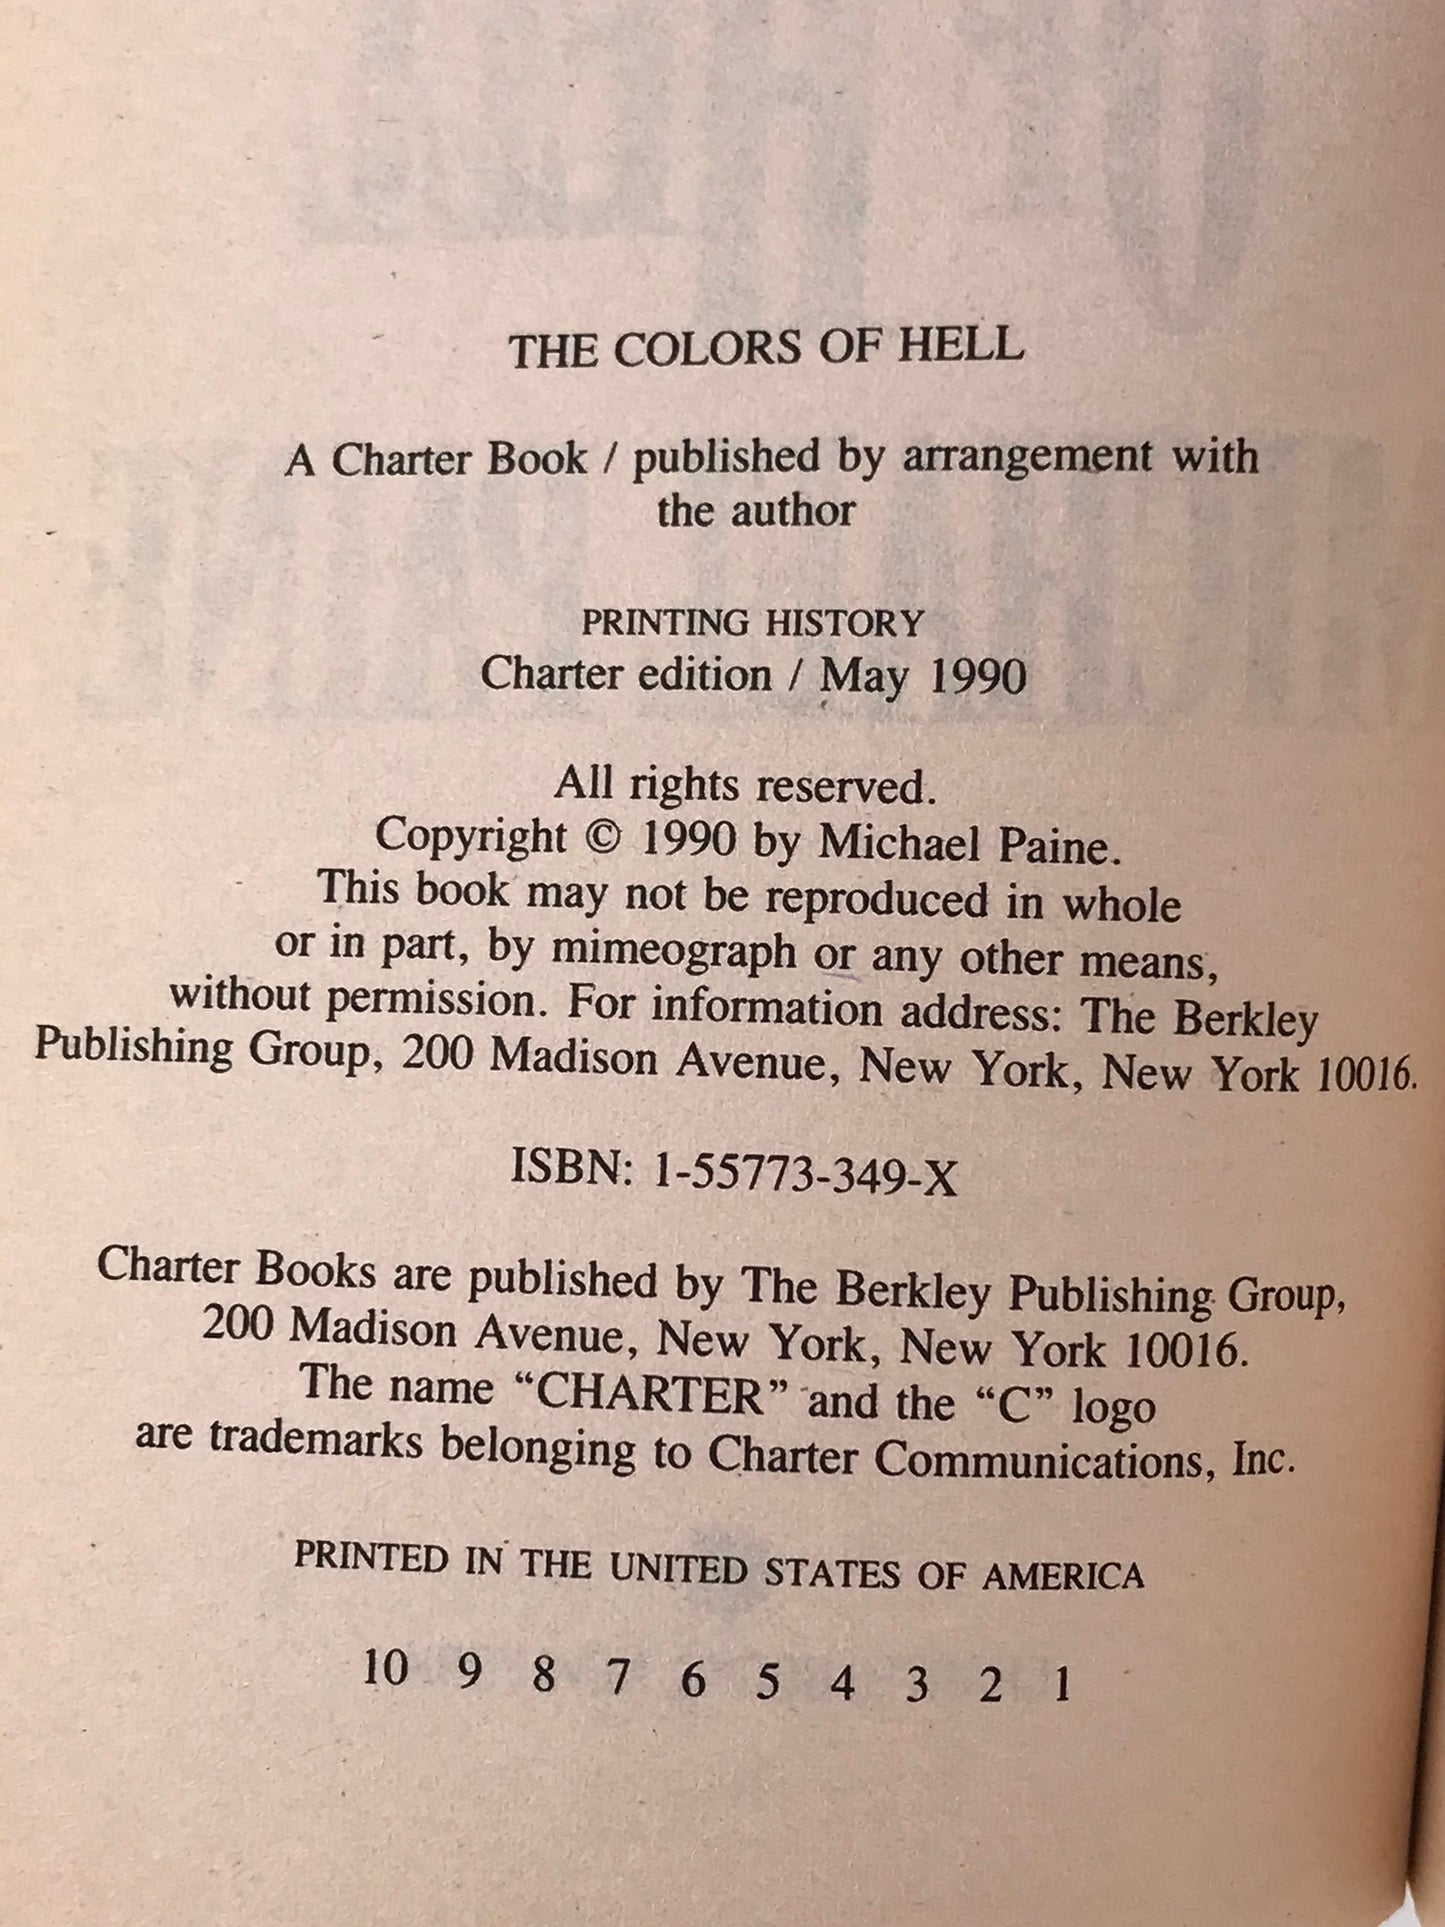 THE COLORS OF HELL
A Charter Book / published by arrangement with
the author
PRINTING HISTORY
Charter edition / May 1990
All rights reserved.
Copyright © 1990 by Michael Paine.
This book may not be reproduced in whole
or in part, by mimeograph or any other means,
without permission. For information address: The Berkley
Publishing Group, 200 Madison Avenue, New York, New York 10016.
ISBN: 1-55773-349-X
Charter Books are published by The Berkley Publishing Group,
200 Madison Avenue, New York, New York 10016.
The name “CHARTER” and the “C” logo
are trademarks belonging to Charter Communications, Inc.
PRINTED IN THE UNITED STATES OF AMERICA
10 9 8 7 6 5 4 3 2 1